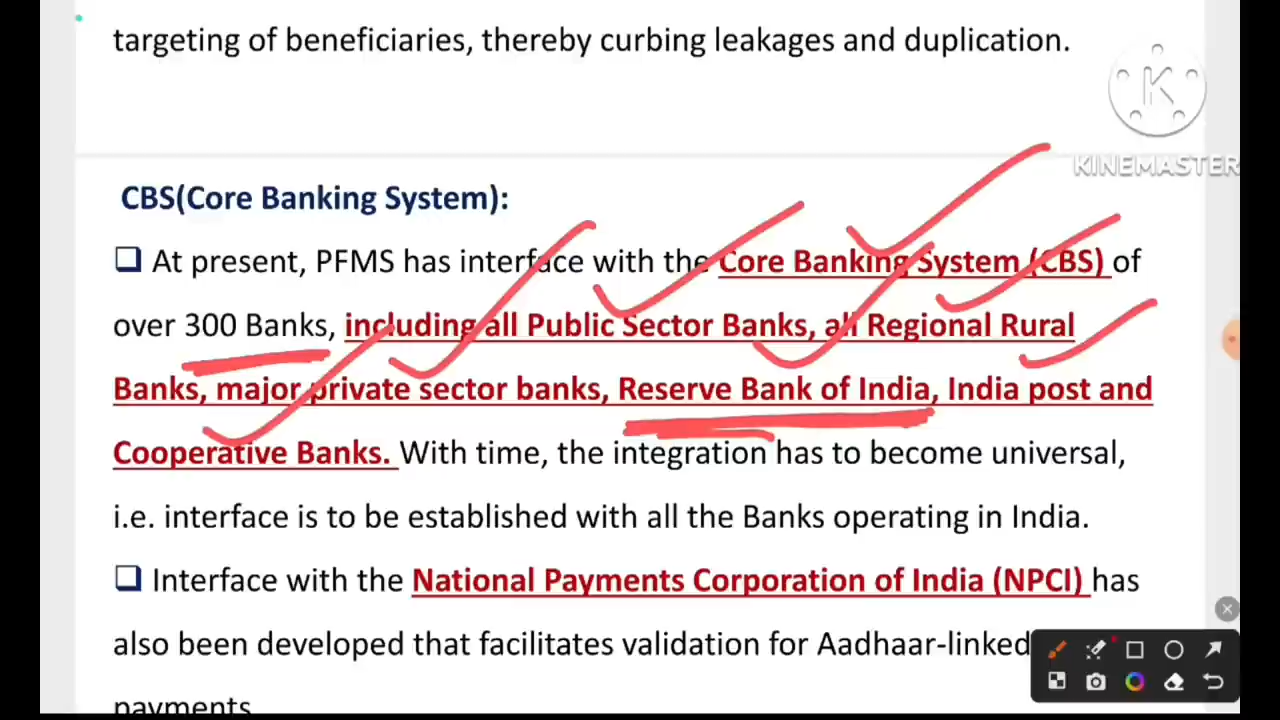 targeting of beneficiaries, thereby curbing leakages and duplication.
K
KINEMASTER
CBS(Core Banking System):
❑ At present, PFMS has interface with the Core Banking System (CBS) of
over 300 Banks, including all Public Sector Banks, all Regional Rural
Banks, major private sector banks, Reserve Bank of India, India post and
Cooperative Banks. With time, the integration has to become universal,
i.e. interface is to be established with all the Banks operating in India.
❑ Interface with the National Payments Corporation of India (NPCI) has
also been developed that facilitates validation for Aadhaar-linked
payments